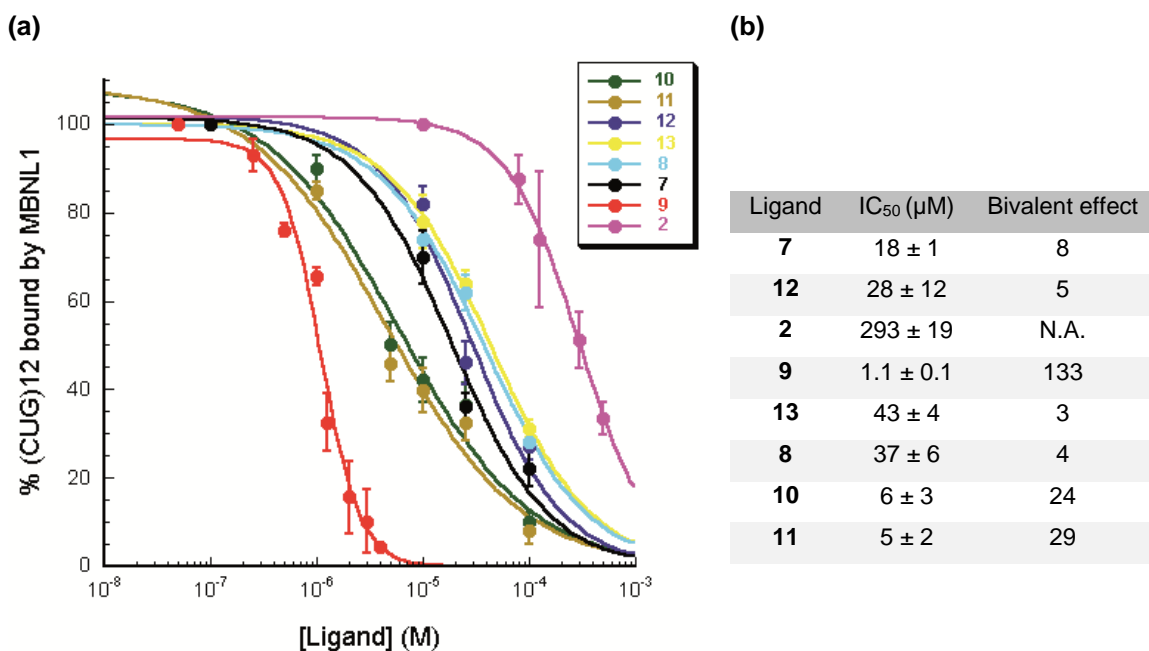 (a)
(b)
% (CUG)12 bound by MBNL1
100
80
60
40
20
0
10
11
12
13
8
7
9
2
10⁻⁸ 10⁻⁷ 10⁻⁶ 10⁻⁵ 10⁻⁴ 10⁻³
[Ligand] (M)
Ligand IC₅₀ (µM) Bivalent effect
7 18 ± 1 8
12 28 ± 12 5
2 293 ± 19 N.A.
9 1.1 ± 0.1 133
13 43 ± 4 3
8 37 ± 6 4
10 6 ± 3 24
11 5 ± 2 29